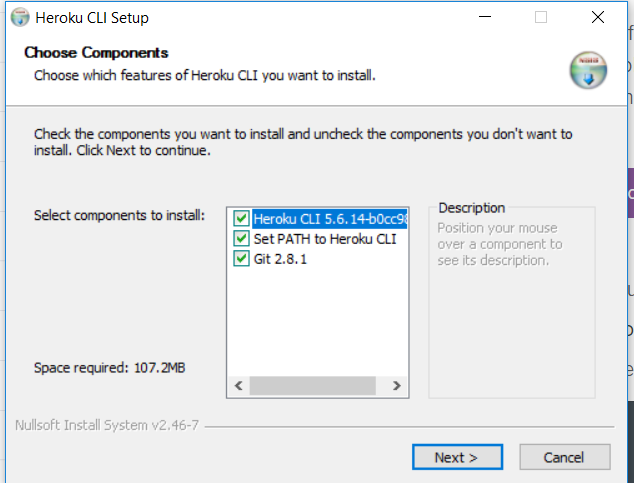 Heroku CLI Setup
Choose Components
Choose which features of Heroku CLI you want to install.
Check the components you want to install and uncheck the components you don't want to
install. Click Next to continue.
Select components to install:
Heroku CLI 5.6.14-b0cc98
Set PATH to Heroku CLI
Git 2.8.1
Description
Position your mouse
over a component to
see its description.
Space required: 107.2MB
Nullsoft Install System v2.46-7
Next >
Cancel